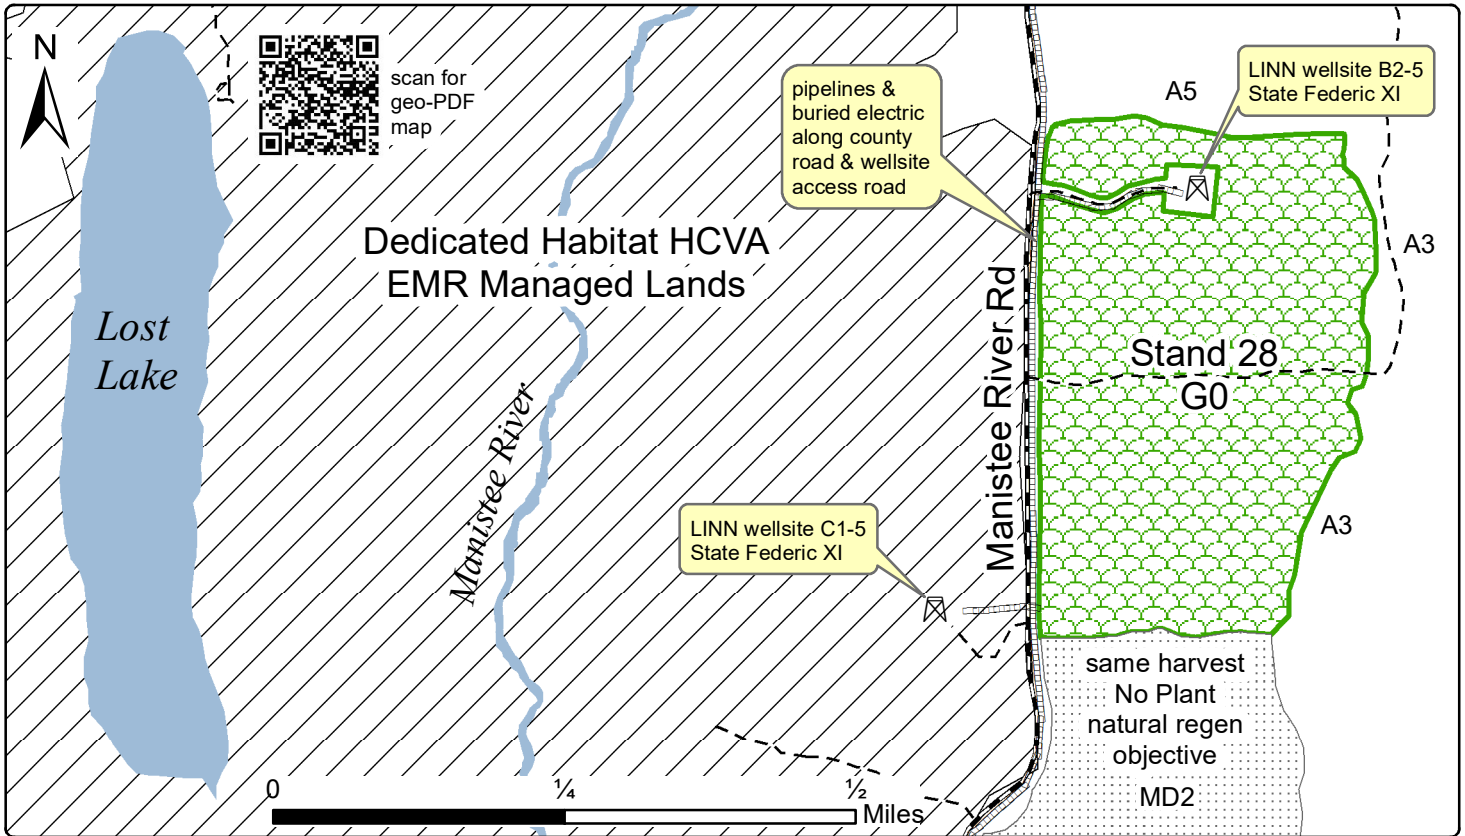 N
scan for
geo-PDF
map
pipelines &
buried electric
along county
road & wellsite
access road
LINN wellsite B2-5
State Federic XI
A5
Dedicated Habitat HCVA
EMR Managed Lands
A3
Lost
Lake
Manistee River
Manistee River Rd
Stand 28
G0
LINN wellsite C1-5
State Federic XI
A3
same harvest
No Plant
natural regen
objective
MD2
0 ¼ ½
Miles